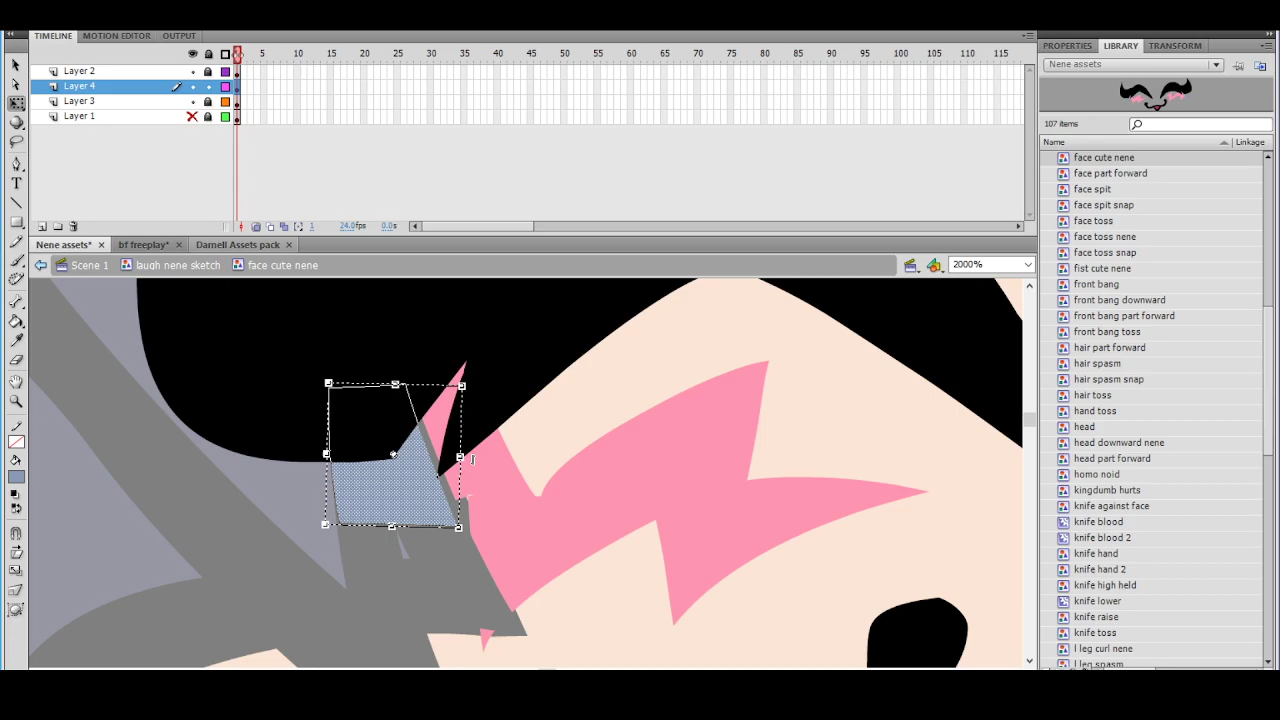 TIMELINE MOTION EDITOR OUTPUT
5 10 15 20 25 30 35 40 45 50 55 60 65 70 75 80 85 90 95 100 105 110 115
Layer 2
Layer 4
Layer 3
Layer 1
1 24.0fps 0.0s
Nene assets* bf freeplay* Darnell Assets pack
Scene 1 laugh nene sketch face cute nene 2000%
PROPERTIES LIBRARY TRANSFORM
Nene assets
107 items
Name Linkage
face cute nene
face part forward
face spit
face spit snap
face toss
face toss nene
face toss snap
fist cute nene
front bang
front bang downward
front bang part forward
front bang toss
hair part forward
hair spasm
hair spasm snap
hair toss
hand toss
head
head downward nene
head part forward
homo noid
kingdumb hurts
knife against face
knife blood
knife blood 2
knife hand
knife hand 2
knife high held
knife lower
knife raise
knife toss
l leg curl nene
l leg spasm